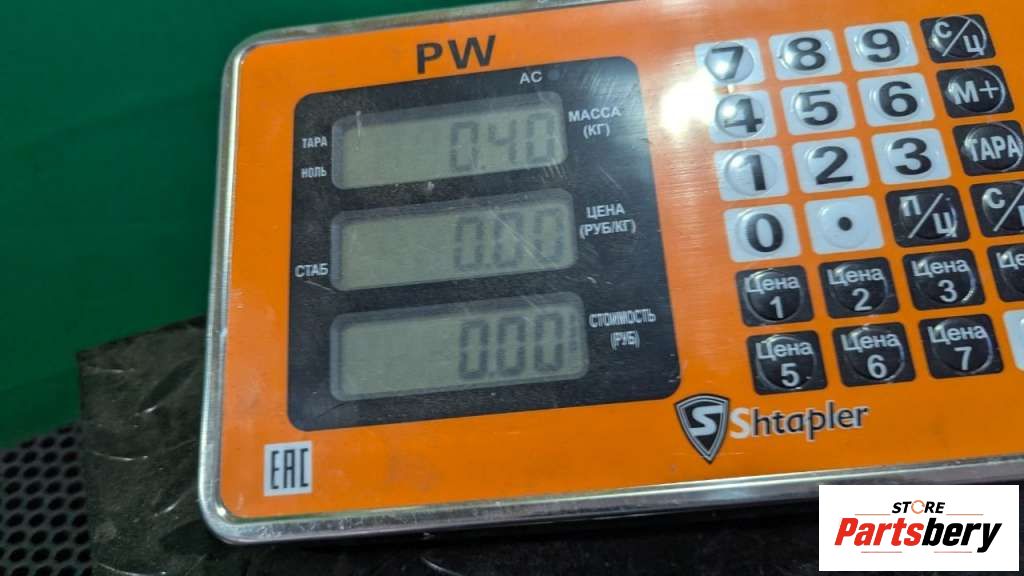 PW
AC
ТАРА
НОЛЬ
0.40
МАССА
(КГ)
0.00
ЦЕНА
(РУБ/КГ)
СТАБ
0.00
СТОИМОСТЬ
(РУБ)
7 8 9 С/Ц
4 5 6 М+
1 2 3 ТАРА
0 . П/Ц С/
Цена 1 Цена 2 Цена 3
Цена 5 Цена 6 Цена 7
S Shtapler
EAC
STORE
Partsbery